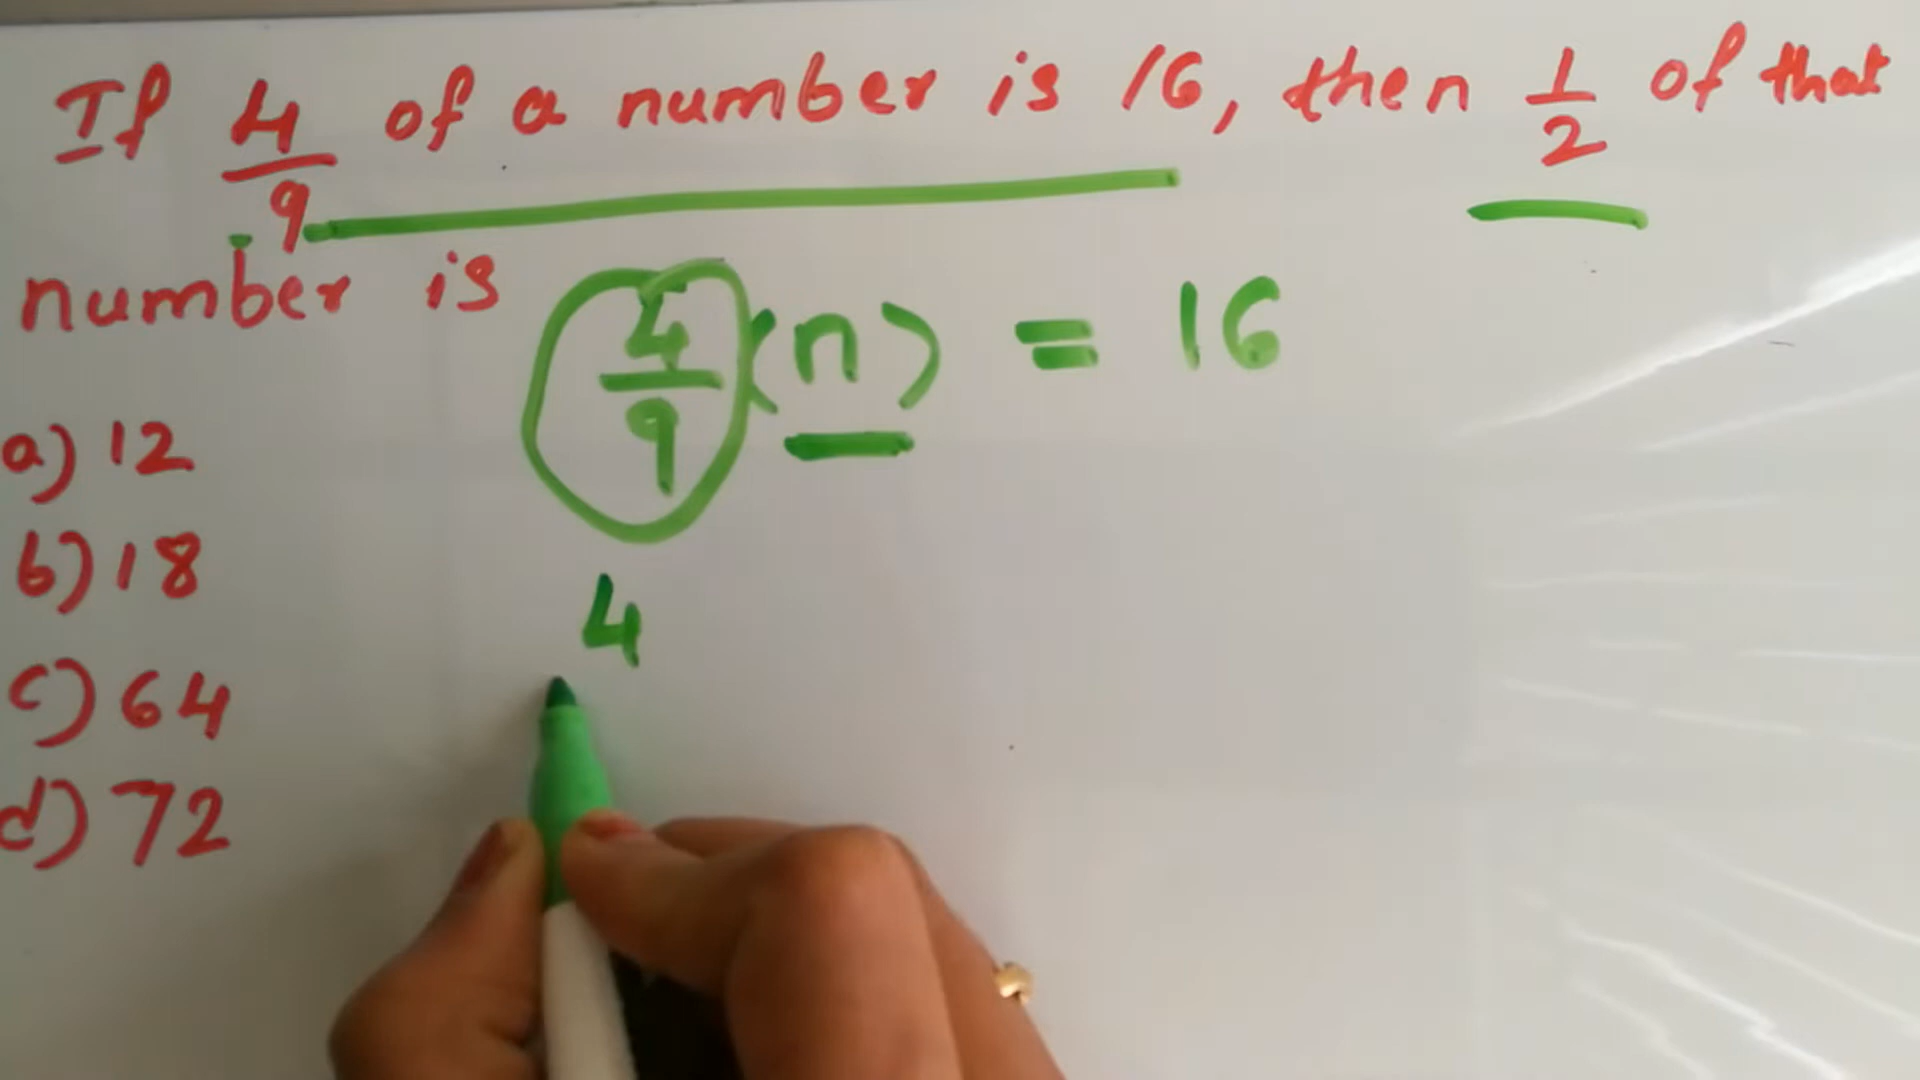 If 4/9 of a number is 16, then 1/2 of that
number is
4/9 (n) = 16
a) 12
b) 18
c) 64
d) 72
4